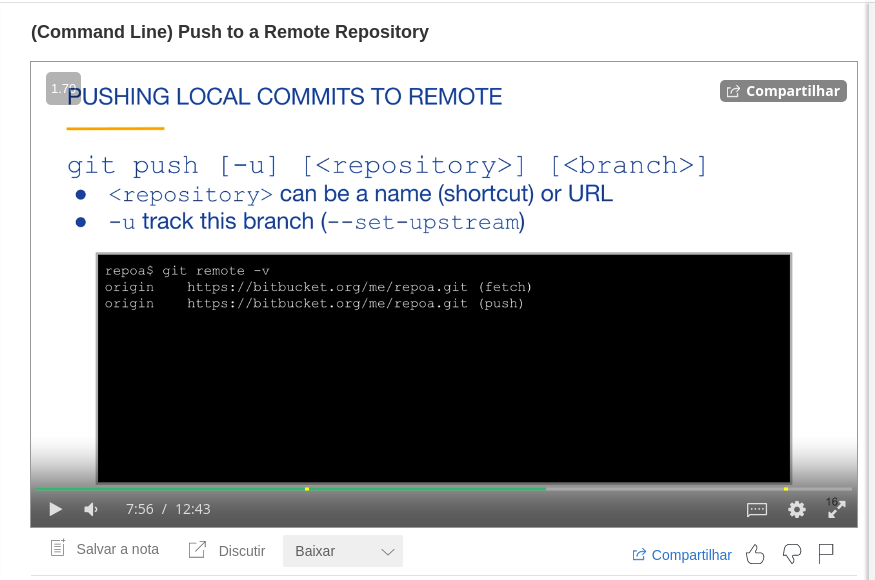 (Command Line) Push to a Remote Repository
PUSHING LOCAL COMMITS TO REMOTE
Compartilhar
git push [-u] [<repository>] [<branch>]
● <repository> can be a name (shortcut) or URL
● -u track this branch (--set-upstream)
repoa$ git remote -v
origin https://bitbucket.org/me/repoa.git (fetch)
origin https://bitbucket.org/me/repoa.git (push)
7:56 / 12:43
16
Salvar a nota
Discutir
Baixar
Compartilhar